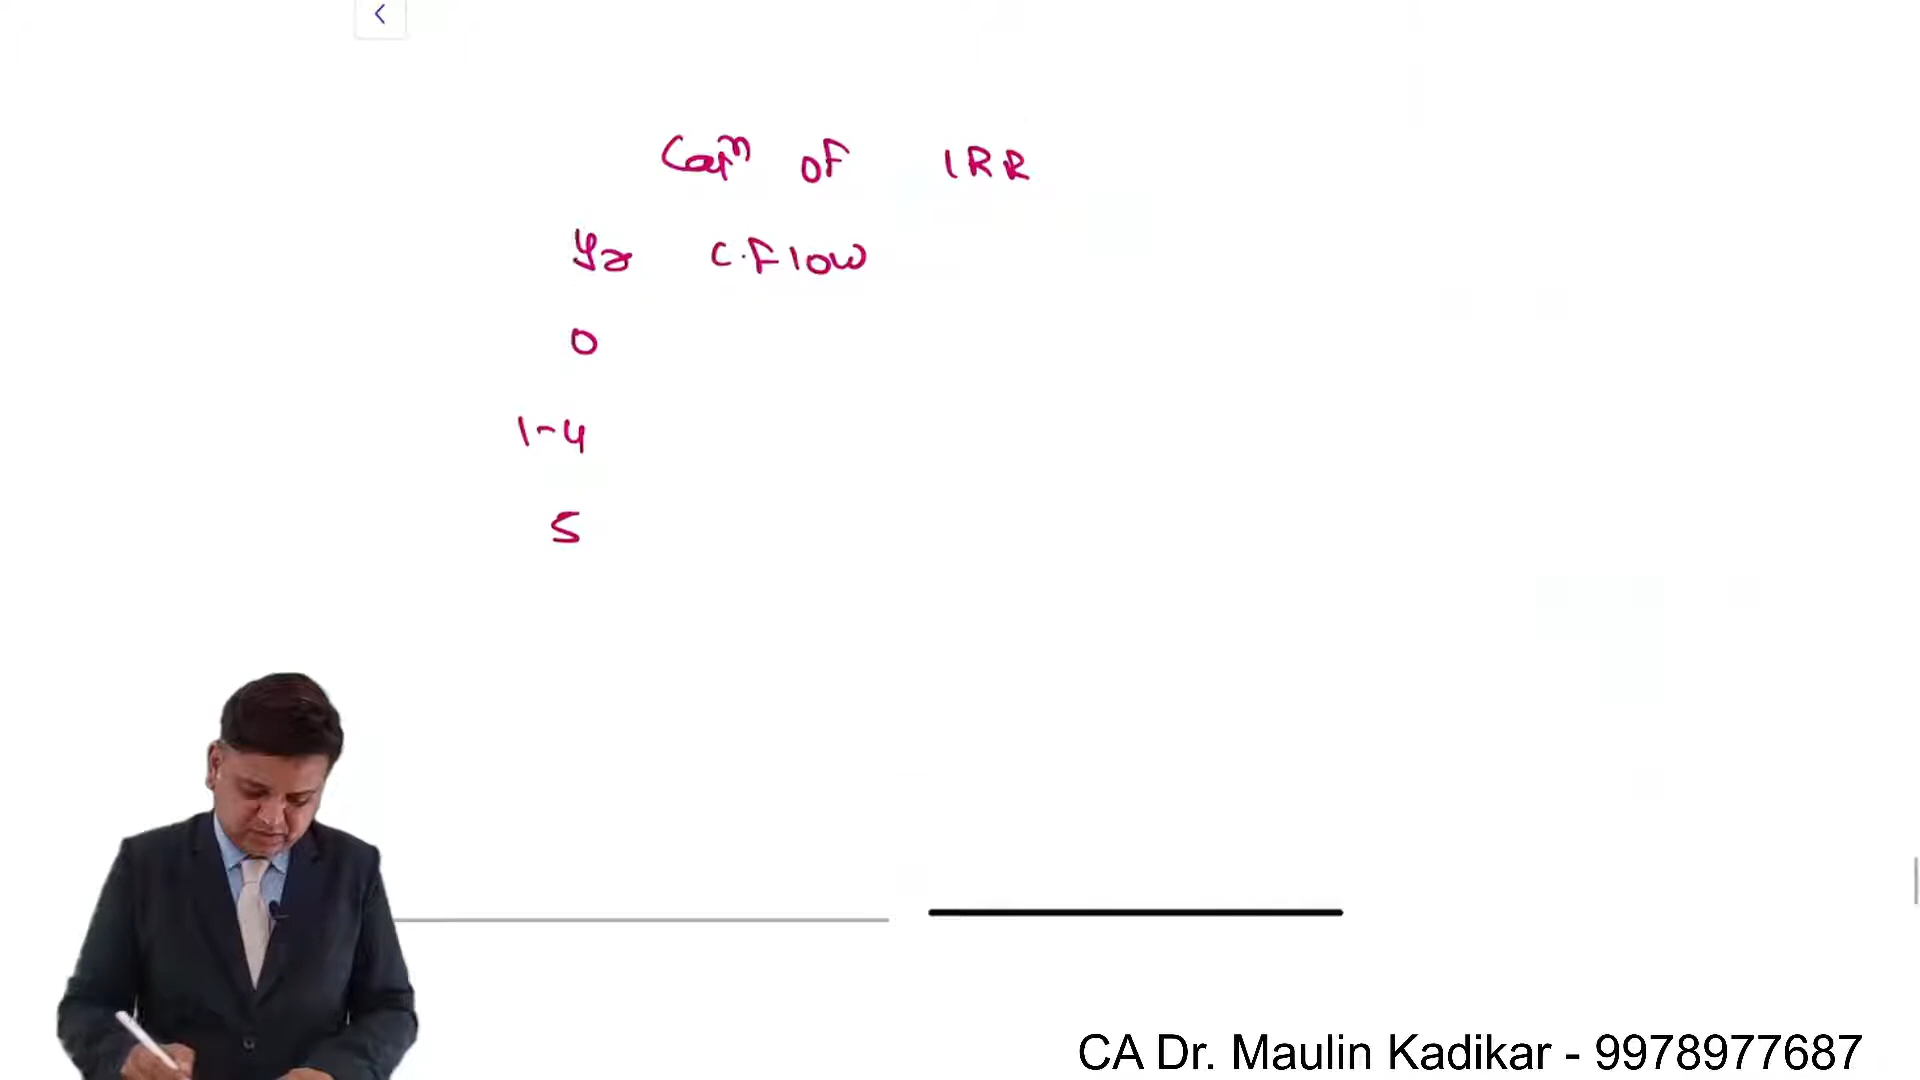 Calⁿ OF IRR
Yr C.Flow
0
1-4
5
CA Dr. Maulin Kadikar - 9978977687